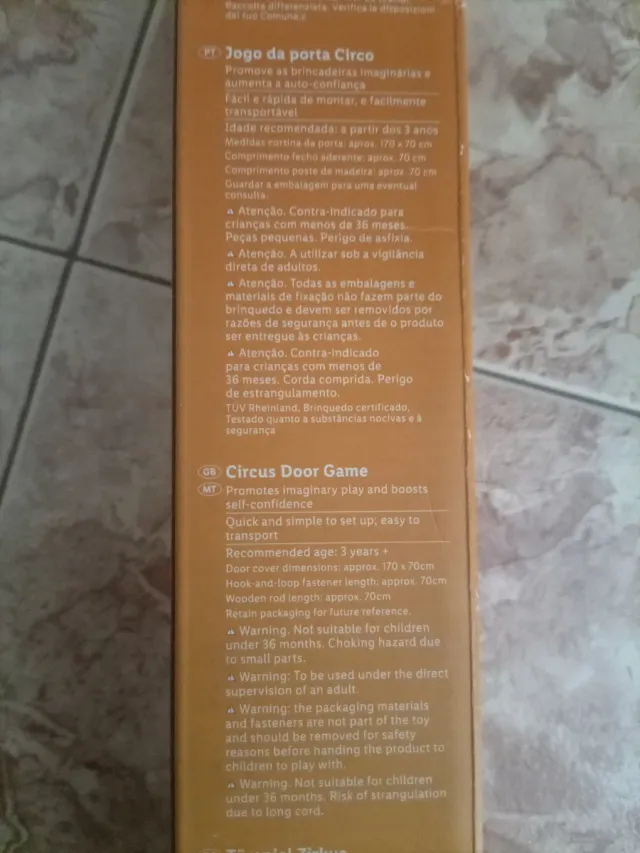 Raccolta differenziata. Verifica le disposizioni
del tuo Comune.
PT Jogo da porta Circo
Promove as brincadeiras imaginárias e
aumenta a auto-confiança
Fácil e rápida de montar, e facilmente
transportável
Idade recomendada: a partir dos 3 anos
Medidas cortina da porta: aprox. 170 x 70 cm
Comprimento fecho aderente: aprox. 70 cm
Comprimento poste de madeira: aprox. 70 cm
Guardar a embalagem para uma eventual
consulta.
Atenção. Contra-indicado para
crianças com menos de 36 meses.
Peças pequenas. Perigo de asfixia.
Atenção. A utilizar sob a vigilância
direta de adultos.
Atenção. Todas as embalagens e
materiais de fixação não fazem parte do
brinquedo e devem ser removidos por
razões de segurança antes de o produto
ser entregue às crianças.
Atenção. Contra-indicado
para crianças com menos de
36 meses. Corda comprida. Perigo
de estrangulamento.
TÜV Rheinland. Brinquedo certificado,
Testado quanto a substâncias nocivas e à
segurança
GB Circus Door Game
MT Promotes imaginary play and boosts
self-confidence
Quick and simple to set up; easy to
transport
Recommended age: 3 years +
Door cover dimensions: approx. 170 x 70cm
Hook-and-loop fastener length: approx. 70cm
Wooden rod length: approx. 70cm
Retain packaging for future reference.
Warning. Not suitable for children
under 36 months. Choking hazard due
to small parts.
Warning: To be used under the direct
supervision of an adult.
Warning: the packaging materials
and fasteners are not part of the toy
and should be removed for safety
reasons before handing the product to
children to play with.
Warning. Not suitable for children
under 36 months. Risk of strangulation
due to long cord.
Türspiel Zirkus